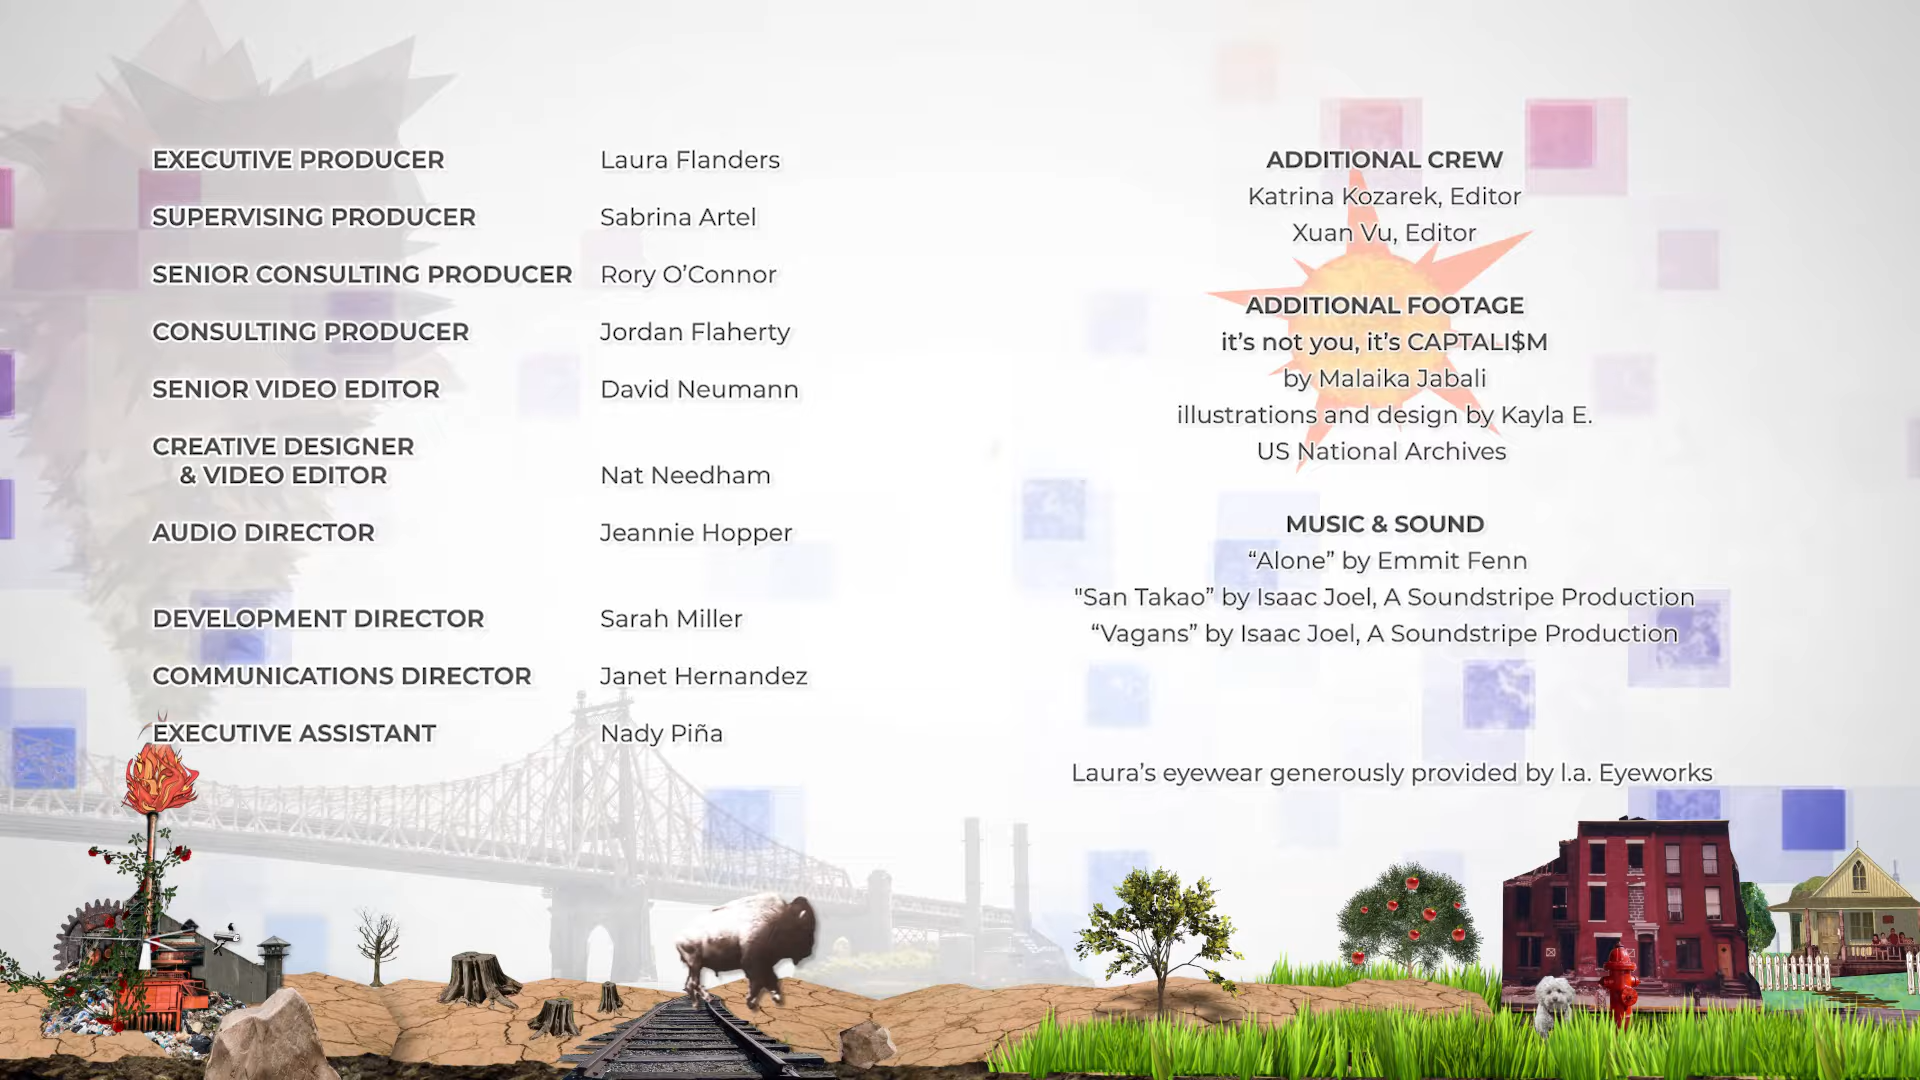 EXECUTIVE PRODUCER Laura Flanders
SUPERVISING PRODUCER Sabrina Artel
SENIOR CONSULTING PRODUCER Rory O’Connor
CONSULTING PRODUCER Jordan Flaherty
SENIOR VIDEO EDITOR David Neumann
CREATIVE DESIGNER
& VIDEO EDITOR Nat Needham
AUDIO DIRECTOR Jeannie Hopper
DEVELOPMENT DIRECTOR Sarah Miller
COMMUNICATIONS DIRECTOR Janet Hernandez
EXECUTIVE ASSISTANT Nady Piña
ADDITIONAL CREW
Katrina Kozarek, Editor
Xuan Vu, Editor
ADDITIONAL FOOTAGE
it’s not you, it’s CAPTALI$M
by Malaika Jabali
illustrations and design by Kayla E.
US National Archives
MUSIC & SOUND
“Alone” by Emmit Fenn
"San Takao” by Isaac Joel, A Soundstripe Production
“Vagans” by Isaac Joel, A Soundstripe Production
Laura’s eyewear generously provided by l.a. Eyeworks